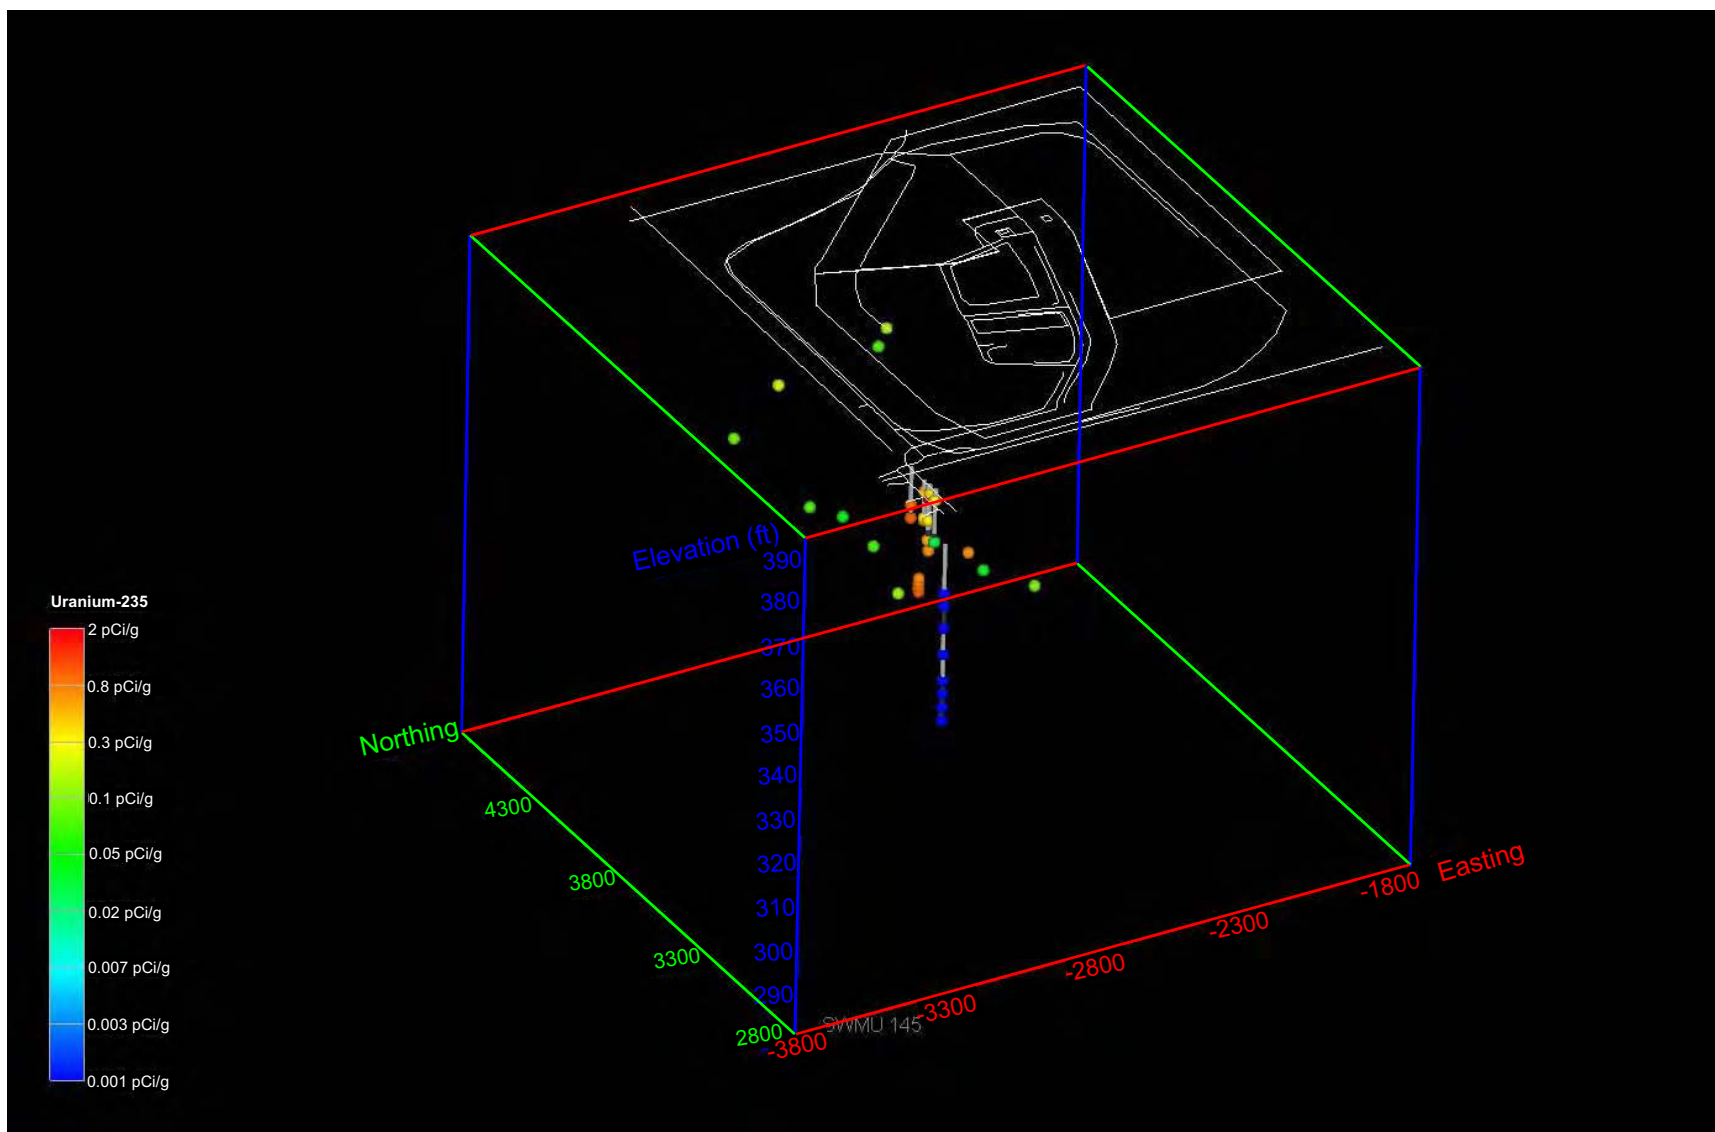 Elevation (ft)
390
380
370
360
350
340
330
320
310
300
290
Northing
4300
3800
3300
2800
Easting
-1800
-2300
-2800
-3300
-3800
SWMU 145
Uranium-235
2 pCi/g
0.8 pCi/g
0.3 pCi/g
0.1 pCi/g
0.05 pCi/g
0.02 pCi/g
0.007 pCi/g
0.003 pCi/g
0.001 pCi/g